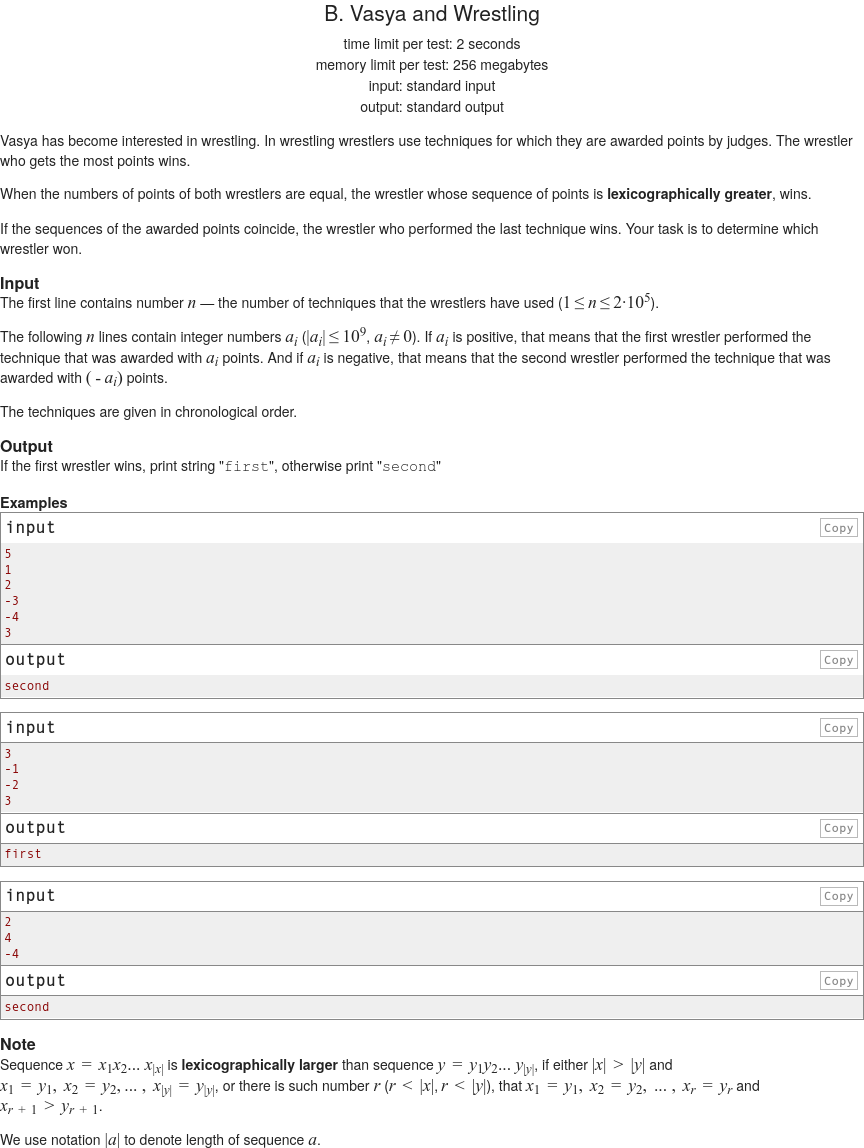 B. Vasya and Wrestling
time limit per test: 2 seconds
memory limit per test: 256 megabytes
input: standard input
output: standard output
Vasya has become interested in wrestling. In wrestling wrestlers use techniques for which they are awarded points by judges. The wrestler
who gets the most points wins.
When the numbers of points of both wrestlers are equal, the wrestler whose sequence of points is lexicographically greater, wins.
If the sequences of the awarded points coincide, the wrestler who performed the last technique wins. Your task is to determine which
wrestler won.
Input
The first line contains number n — the number of techniques that the wrestlers have used (1 ≤ n ≤ 2·10^5).
The following n lines contain integer numbers a_i (|a_i| ≤ 10^9, a_i ≠ 0). If a_i is positive, that means that the first wrestler performed the
technique that was awarded with a_i points. And if a_i is negative, that means that the second wrestler performed the technique that was
awarded with ( - a_i) points.
The techniques are given in chronological order.
Output
If the first wrestler wins, print string "first", otherwise print "second"
Examples
input Copy
5
1
2
-3
-4
3
output Copy
second
input Copy
3
-1
-2
3
output Copy
first
input Copy
2
4
-4
output Copy
second
Note
Sequence x = x_1x_2... x_|x| is lexicographically larger than sequence y = y_1y_2... y_|y|, if either |x| > |y| and
x_1 = y_1, x_2 = y_2, ... , x_|y| = y_|y|, or there is such number r (r < |x|, r < |y|), that x_1 = y_1, x_2 = y_2, ... , x_r = y_r and
x_{r + 1} > y_{r + 1}.
We use notation |a| to denote length of sequence a.